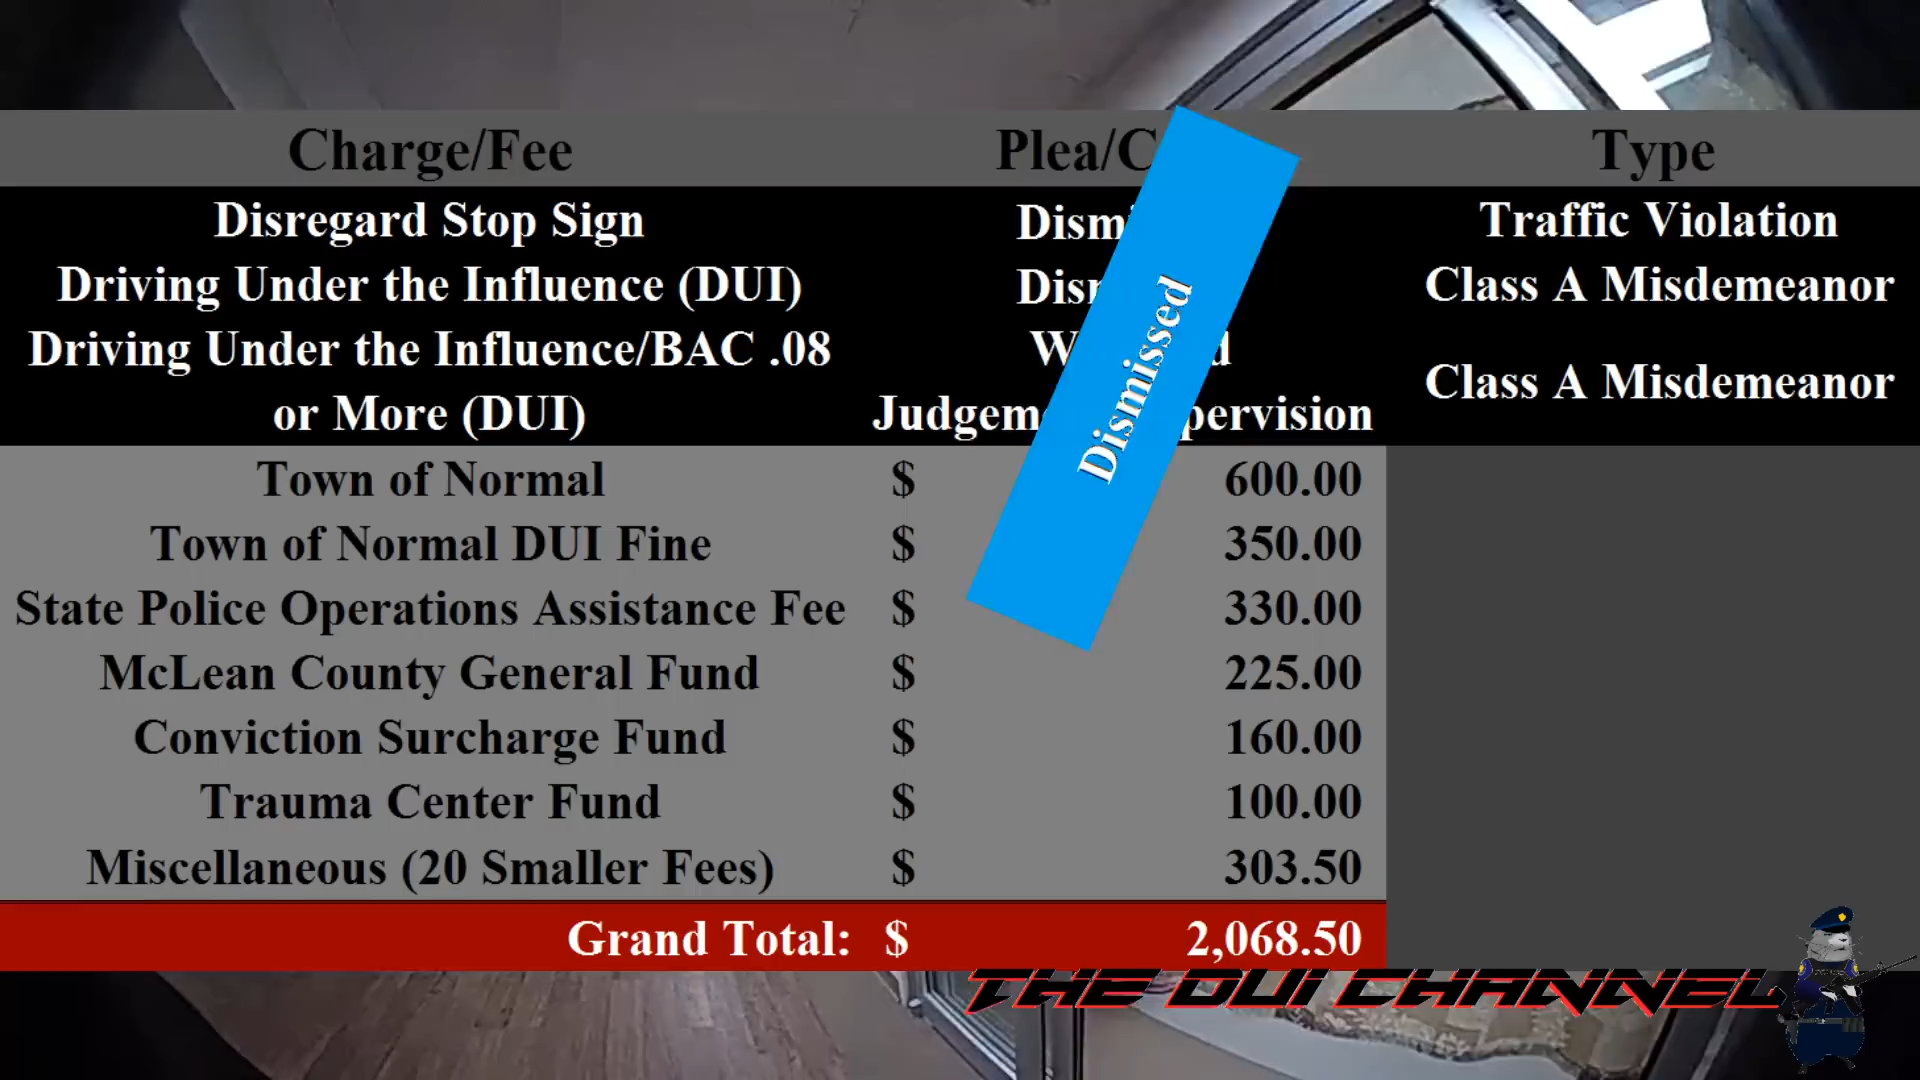 Charge/Fee Plea/C Type
Disregard Stop Sign Dism Traffic Violation
Driving Under the Influence (DUI) Dis Class A Misdemeanor
Driving Under the Influence/BAC .08 W d
or More (DUI) Judgem pervision Class A Misdemeanor
Dismissed
Town of Normal $ 600.00
Town of Normal DUI Fine $ 350.00
State Police Operations Assistance Fee $ 330.00
McLean County General Fund $ 225.00
Conviction Surcharge Fund $ 160.00
Trauma Center Fund $ 100.00
Miscellaneous (20 Smaller Fees) $ 303.50
Grand Total: $ 2,068.50
THE DUI CHANNEL